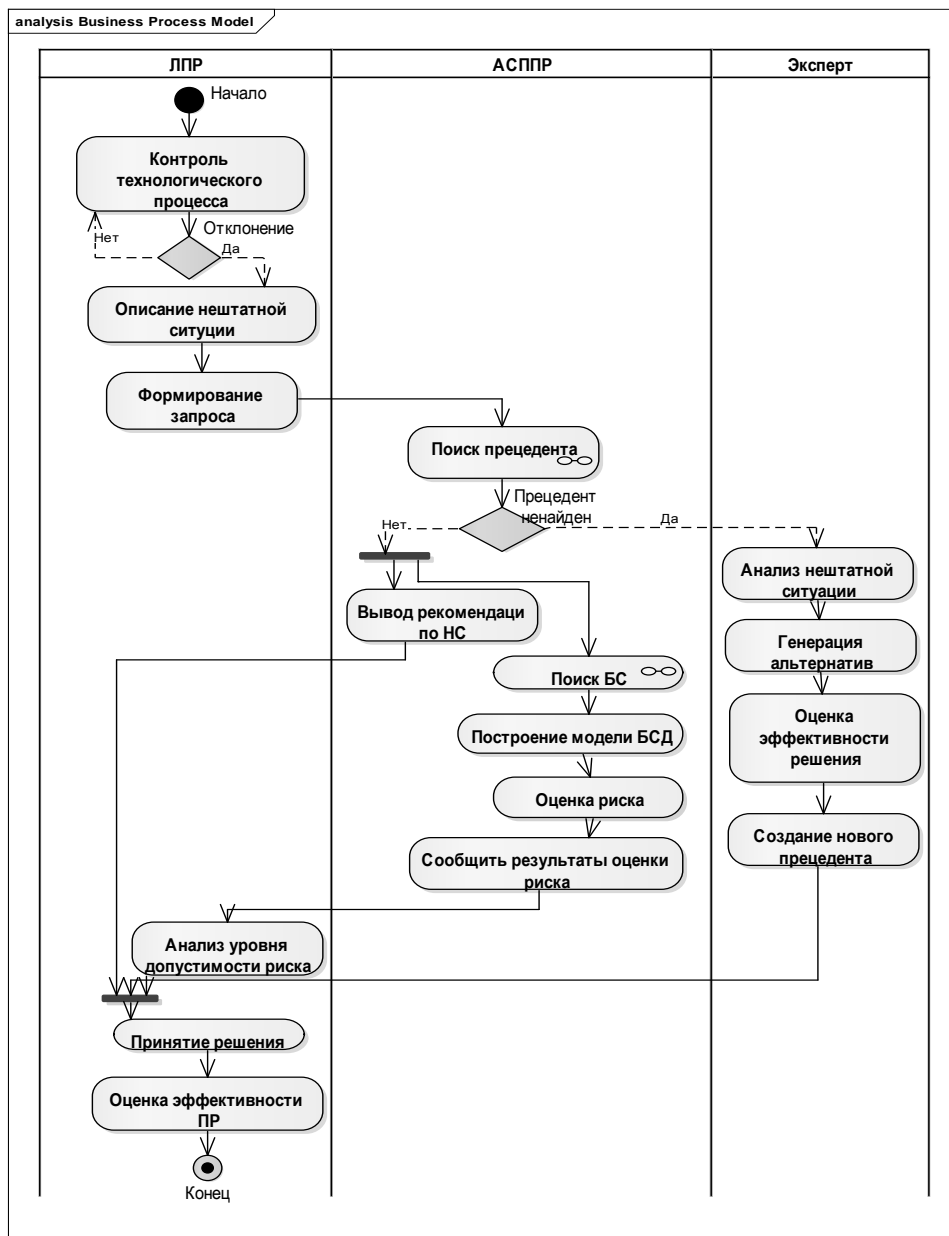 analysis Business Process Model
ЛПР
АСППР
Эксперт
Начало
Контроль
технологического
процесса
Отклонение
Нет
Да
Описание нештатной
ситуции
Формирование
запроса
Поиск прецедента
Прецедент
ненайден
Нет
Да
Анализ нештатной
ситуации
Вывод рекомендаци
по НС
Генерация
альтернатив
Поиск БС
Построение модели БСД
Оценка
эффективности
решения
Оценка риска
Создание нового
прецедента
Сообщить результаты оценки
риска
Анализ уровня
допустимости риска
Принятие решения
Оценка эффективности
ПР
Конец